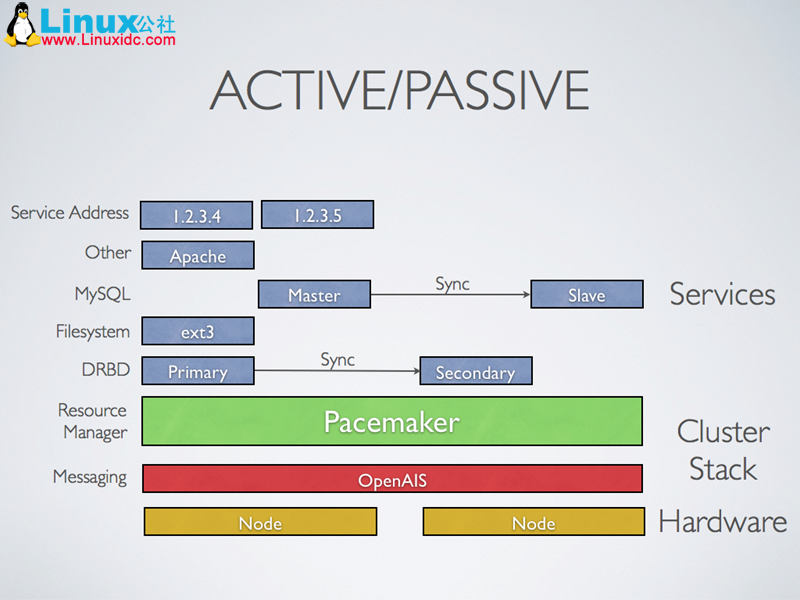 Linux公社
www.Linuxidc.com
ACTIVE/PASSIVE
Service Address 1.2.3.4 1.2.3.5
Other Apache
MySQL Master Sync Slave Services
Filesystem ext3
DRBD Primary Sync Secondary
Resource
Manager
Pacemaker
Cluster
Stack
Messaging OpenAIS
Node Node Hardware